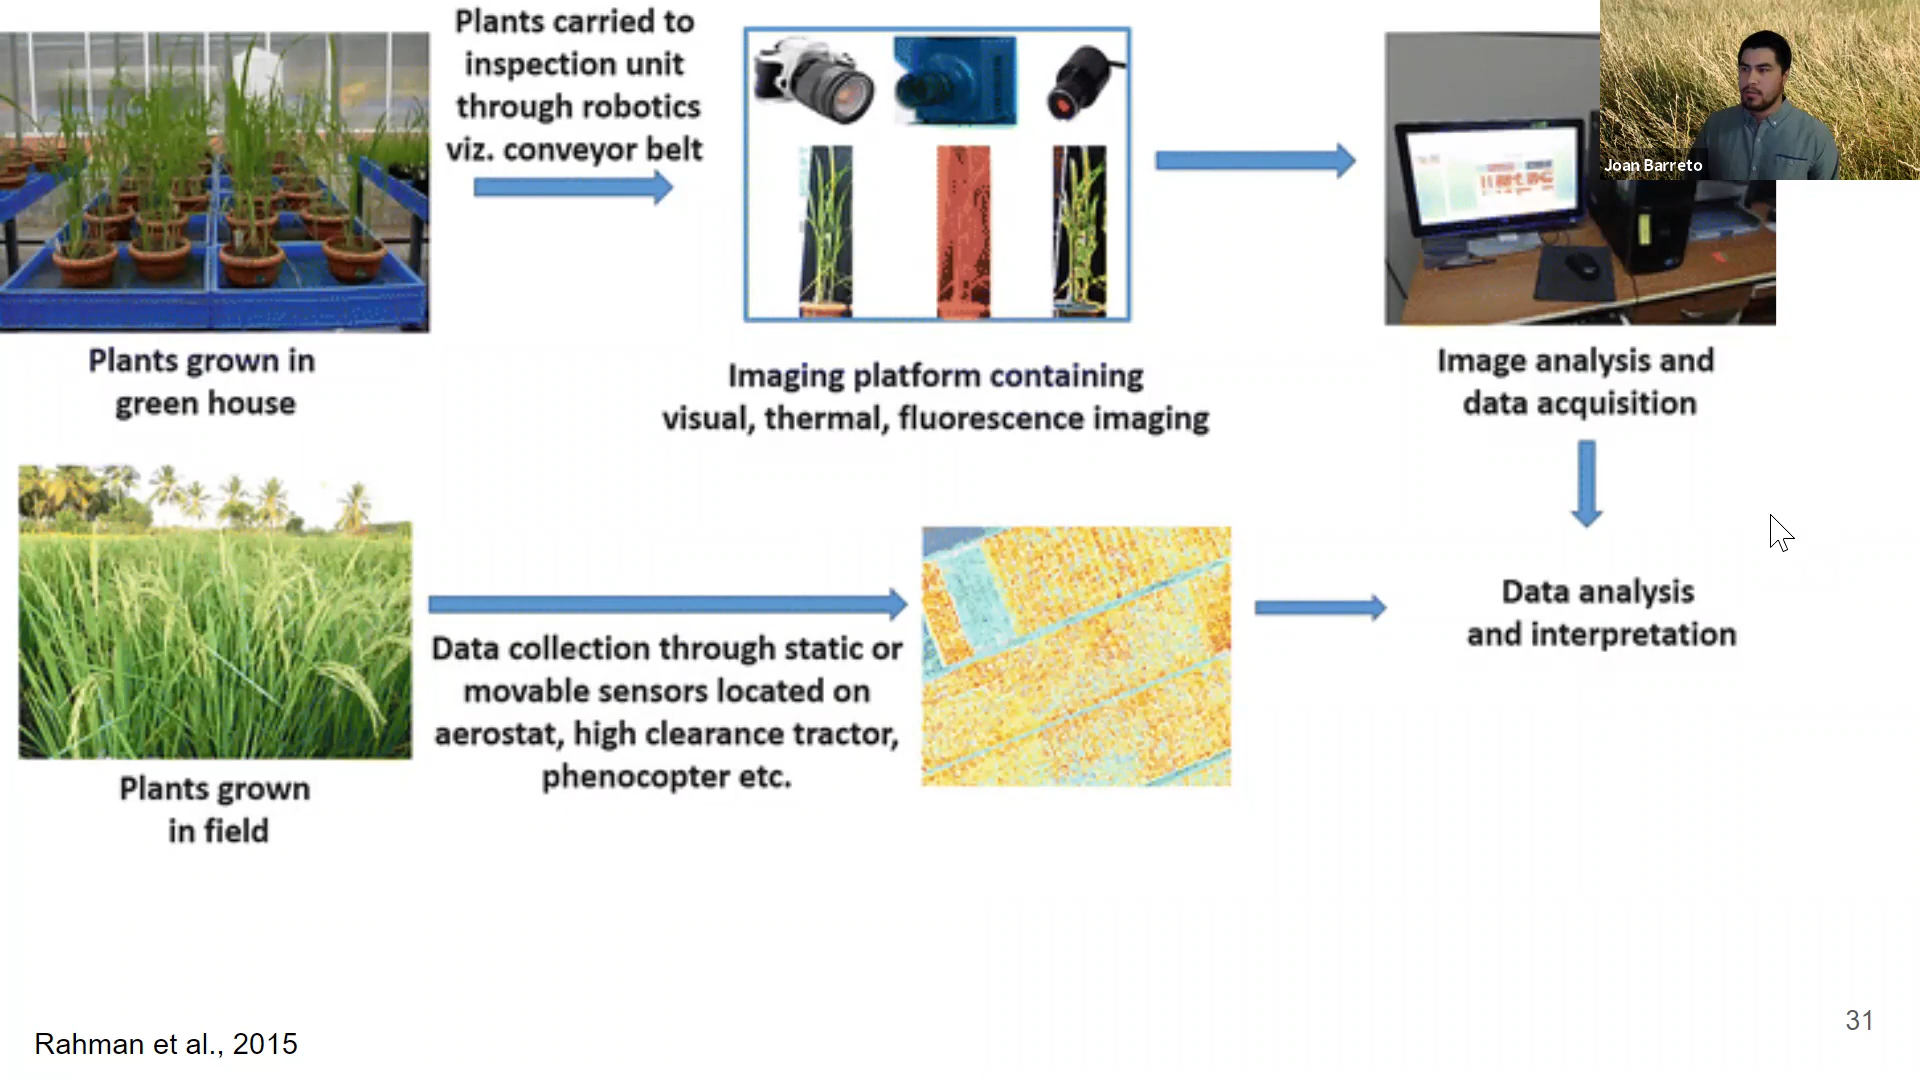 Plants carried to
inspection unit
through robotics
viz. conveyor belt
Joan Barreto
Plants grown in
green house
Imaging platform containing
visual, thermal, fluorescence imaging
Image analysis and
data acquisition
Data collection through static or
movable sensors located on
aerostat, high clearance tractor,
phenocopter etc.
Data analysis
and interpretation
Plants grown
in field
Rahman et al., 2015
31